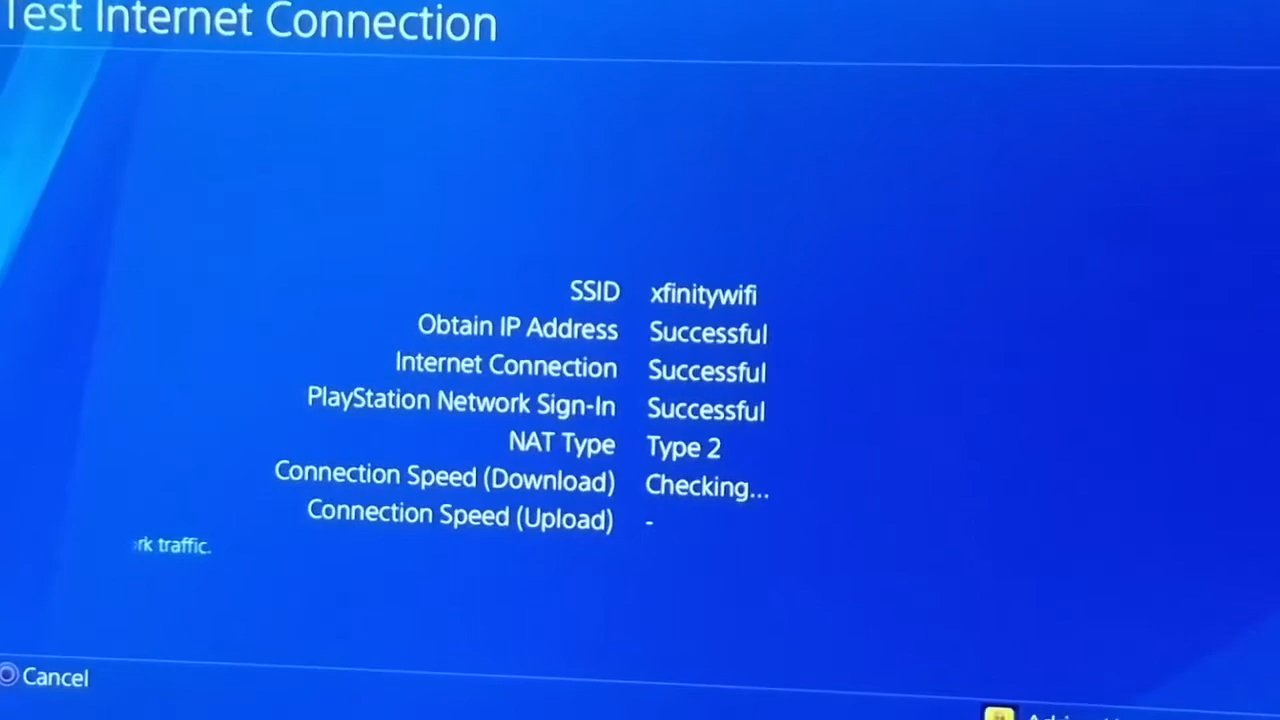 Test Internet Connection
SSID xfinitywifi
Obtain IP Address Successful
Internet Connection Successful
PlayStation Network Sign-In Successful
NAT Type Type 2
Connection Speed (Download) Checking...
Connection Speed (Upload) -
rk traffic.
Cancel